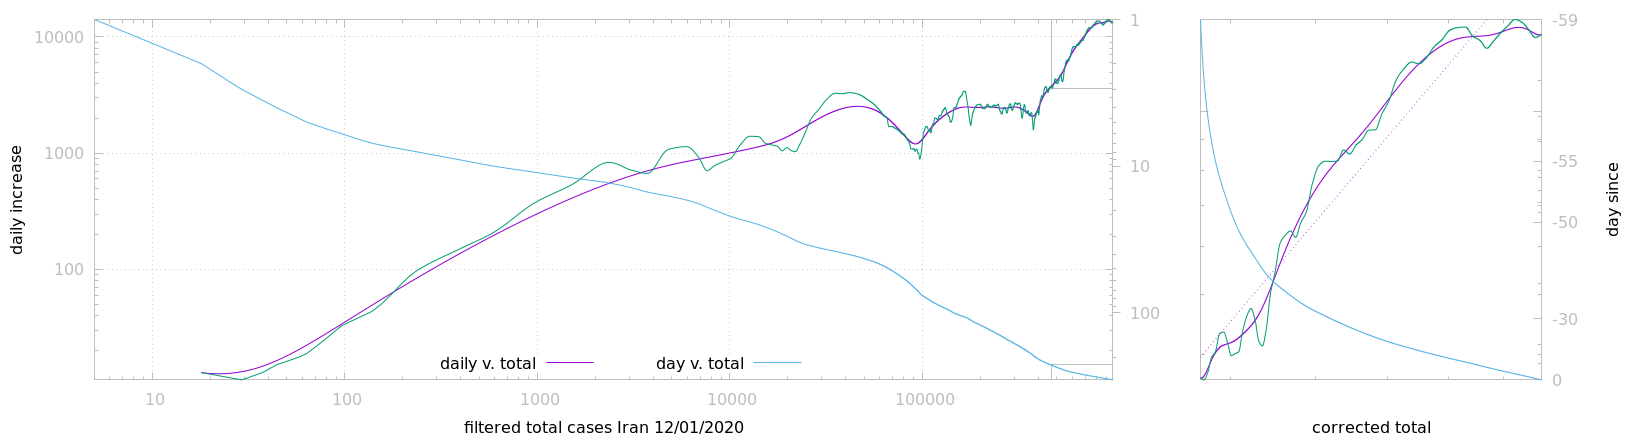 10000
1000
100
daily increase
10
100
1000
10000
100000
filtered total cases Iran 12/01/2020
daily v. total
day v. total
1
10
100
-59
-55
-50
-30
0
day since
corrected total